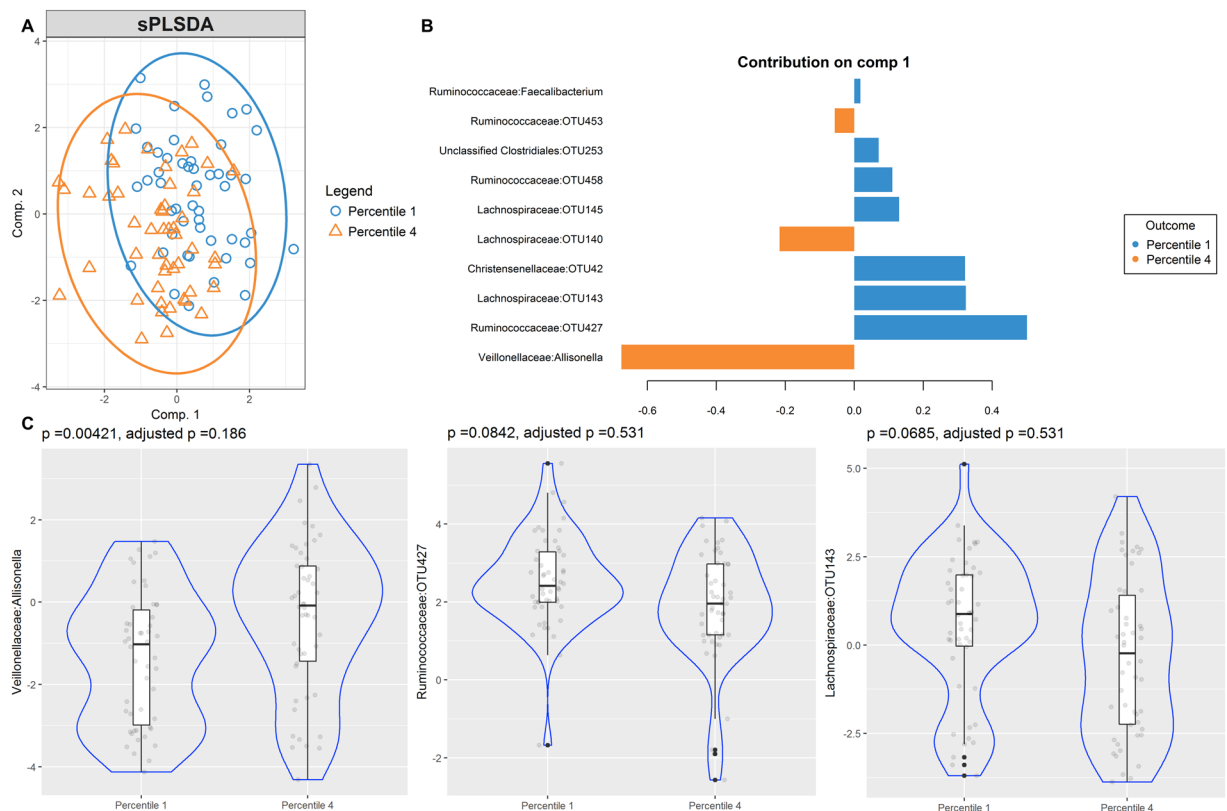 A
sPLSDA
4
2
0
-2
-4
-2
0
2
Comp. 2
Comp. 1
Legend
Percentile 1
Percentile 4
B
Contribution on comp 1
Ruminococcaceae:Faecalibacterium
Ruminococcaceae:OTU453
Unclassified Clostridiales:OTU253
Ruminococcaceae:OTU458
Lachnospiraceae:OTU145
Lachnospiraceae:OTU140
Christensenellaceae:OTU42
Lachnospiraceae:OTU143
Ruminococcaceae:OTU427
Veillonellaceae:Allisonella
-0.6
-0.4
-0.2
0.0
0.2
0.4
Outcome
Percentile 1
Percentile 4
C
p =0.00421, adjusted p =0.186
Veillonellaceae:Allisonella
2
0
-2
-4
Percentile 1
Percentile 4
p =0.0842, adjusted p =0.531
Ruminococcaceae:OTU427
4
2
0
-2
Percentile 1
Percentile 4
p =0.0685, adjusted p =0.531
Lachnospiraceae:OTU143
5.0
2.5
0.0
-2.5
Percentile 1
Percentile 4